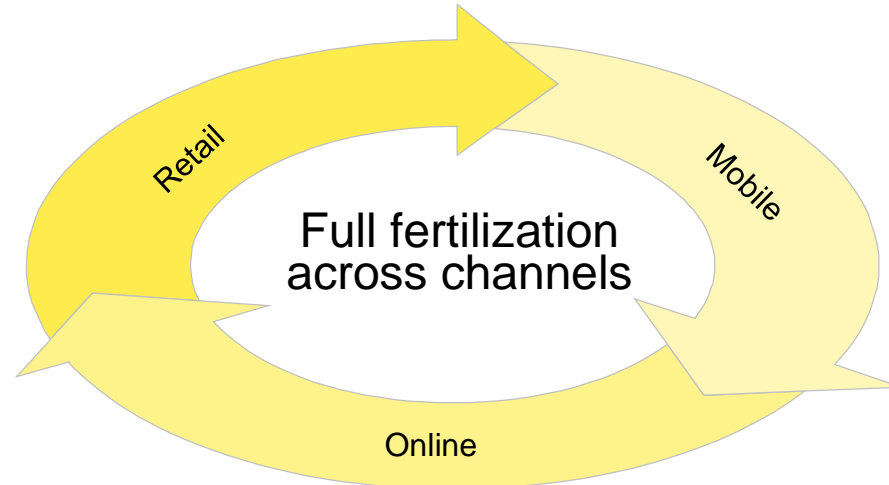 Retail
Mobile
Full fertilization
across channels
Online